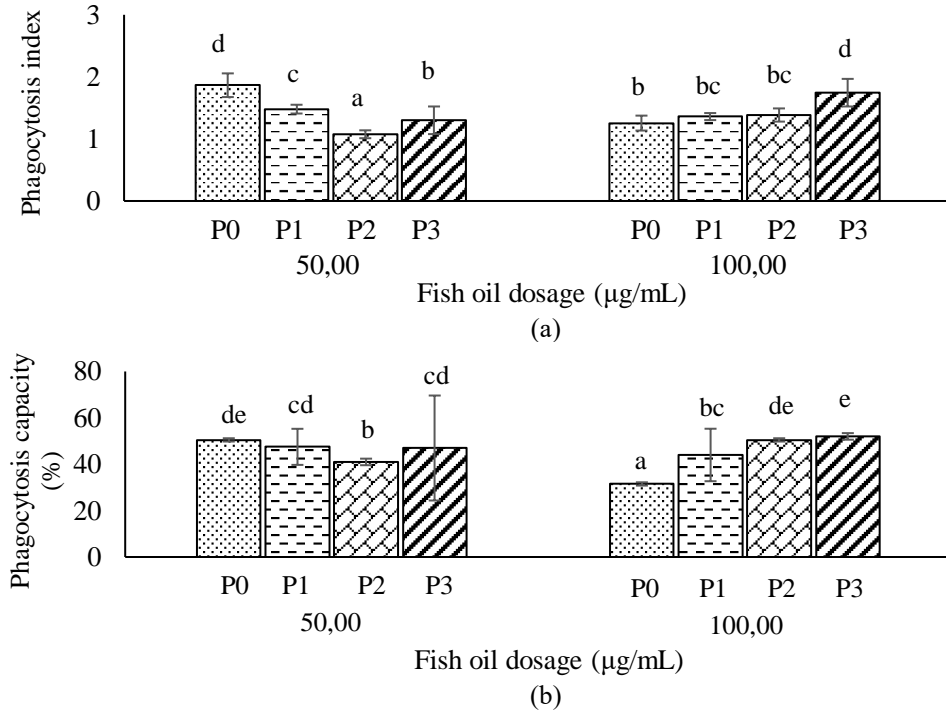 Phagocytosis index
3
2
1
0
d
c
a
b
b
bc
bc
d
P0 P1 P2 P3 P0 P1 P2 P3
50,00 100,00
Fish oil dosage (μg/mL)
(a)
Phagocytosis capacity
(%)
80
60
40
20
0
de
cd
b
cd
a
bc
de
e
P0 P1 P2 P3 P0 P1 P2 P3
50,00 100,00
Fish oil dosage (μg/mL)
(b)